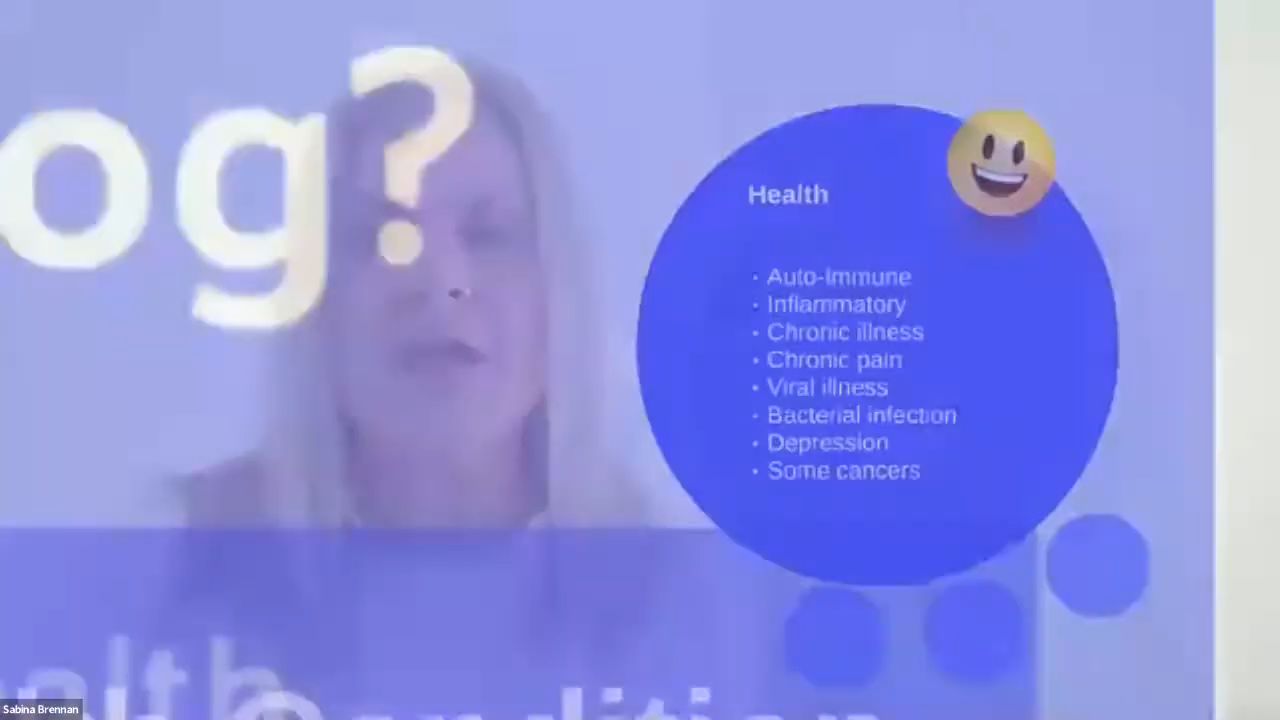 og?
Health
· Auto-Immune
· Inflammatory
· Chronic illness
· Chronic pain
· Viral illness
· Bacterial infection
· Depression
· Some cancers
Sabina Brennan